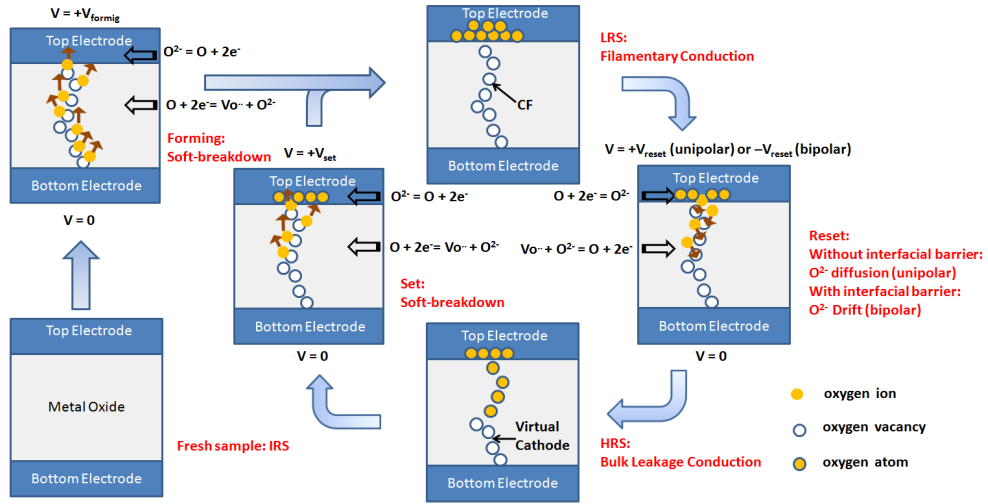 V = +Vformig
Top Electrode
O²⁻ = O + 2e⁻
O + 2e⁻= Vo·· + O²⁻
Forming:
Soft-breakdown
Bottom Electrode
V = 0
Top Electrode
Metal Oxide
Bottom Electrode
Fresh sample: IRS
V = +Vset
Top Electrode
O²⁻ = O + 2e⁻
O + 2e⁻= Vo·· + O²⁻
Set:
Soft-breakdown
Bottom Electrode
V = 0
Top Electrode
CF
Bottom Electrode
LRS:
Filamentary Conduction
V = +Vreset (unipolar) or –Vreset (bipolar)
Top Electrode
O + 2e⁻ = O²⁻
Vo·· + O²⁻ = O + 2e⁻
Bottom Electrode
V = 0
Reset:
Without interfacial barrier:
O²⁻ diffusion (unipolar)
With interfacial barrier:
O²⁻ Drift (bipolar)
Top Electrode
Virtual
Cathode
Bottom Electrode
HRS:
Bulk Leakage Conduction
oxygen ion
oxygen vacancy
oxygen atom